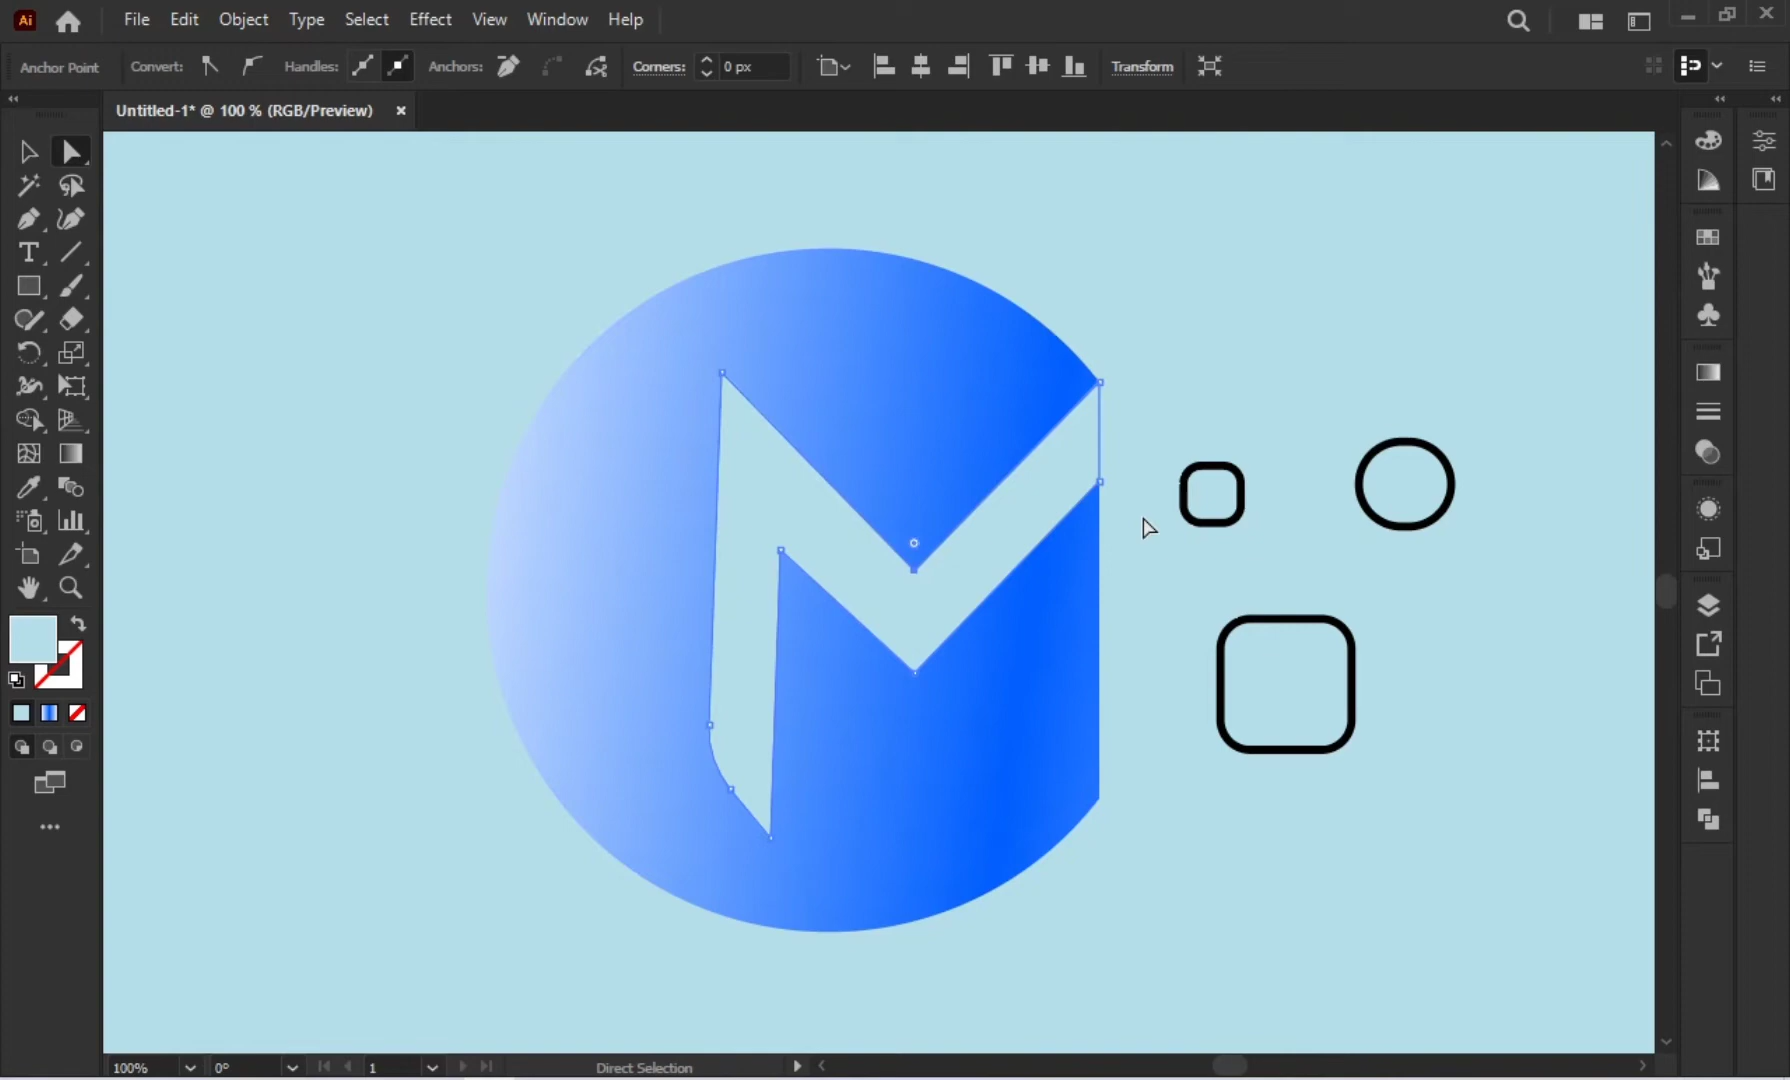 Ai File Edit Object Type Select Effect View Window Help
Anchor Point Convert: Handles: Anchors: Corners: 0 px Transform
Untitled-1* @ 100 % (RGB/Preview) ×
T
100% 0° 1 Direct Selection